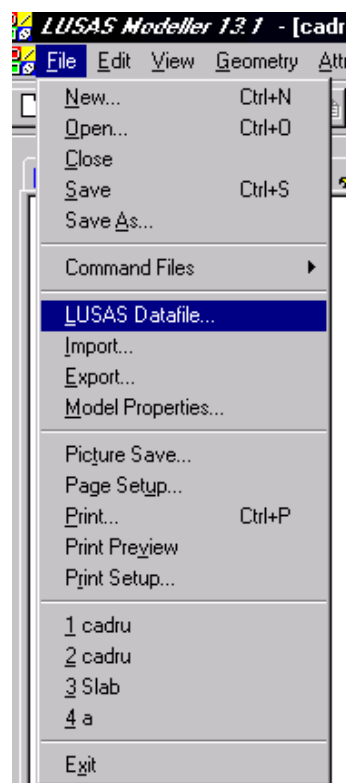 LUSAS Modeller 13.1 - [cadr
File Edit View Geometry Attr
New... Ctrl+N
Open... Ctrl+O
Close
Save Ctrl+S
Save As...
Command Files
LUSAS Datafile...
Import...
Export...
Model Properties...
Picture Save...
Page Setup...
Print... Ctrl+P
Print Preview
Print Setup...
1 cadru
2 cadru
3 Slab
4 a
Exit